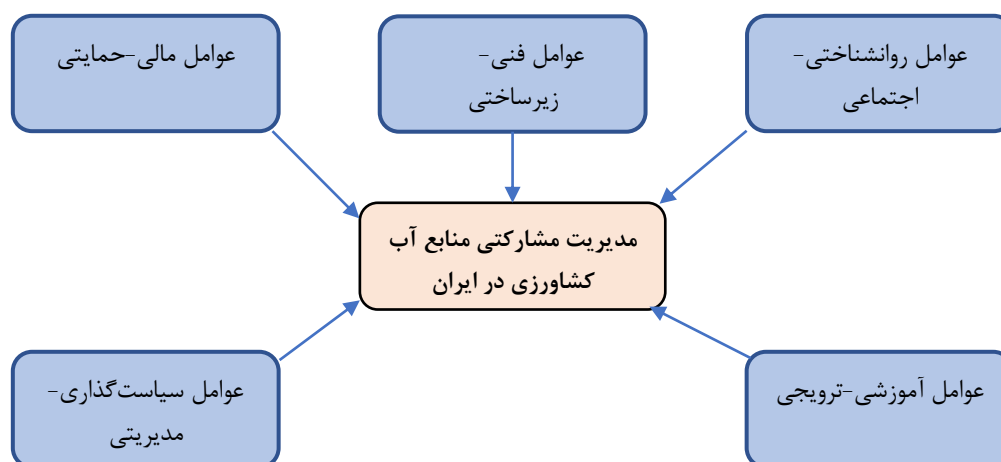 عوامل روانشناختی-
اجتماعی
عوامل فنی-
زیرساختی
عوامل مالی-حمایتی
مدیریت مشارکتی منابع آب
کشاورزی در ایران
عوامل آموزشی-ترویجی
عوامل سیاست‌گذاری-
مدیریتی